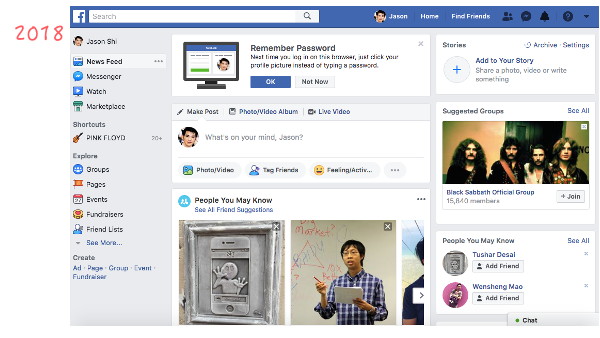 2018
Search
Jason
Home
Find Friends
Jason Shi
News Feed
Messenger
Watch
Marketplace
Shortcuts
PINK FLOYD 20+
Explore
Groups
Pages
Events
Fundraisers
Friend Lists
See More...
Create
Ad · Page · Group · Event ·
Fundraiser
Remember Password
Next time you log in on this browser, just click your
profile picture instead of typing a password.
OK
Not Now
Make Post
Photo/Video Album
Live Video
What's on your mind, Jason?
Photo/Video
Tag Friends
Feeling/Activ...
People You May Know
See All Friend Suggestions
Market?
Stories
Archive · Settings
Add to Your Story
Share a photo, video or write
something
Suggested Groups
See All
Black Sabbath Official Group
15,640 members
+ Join
People You May Know
See All
Tushar Desai
Add Friend
Wensheng Mao
Add Friend
Chat